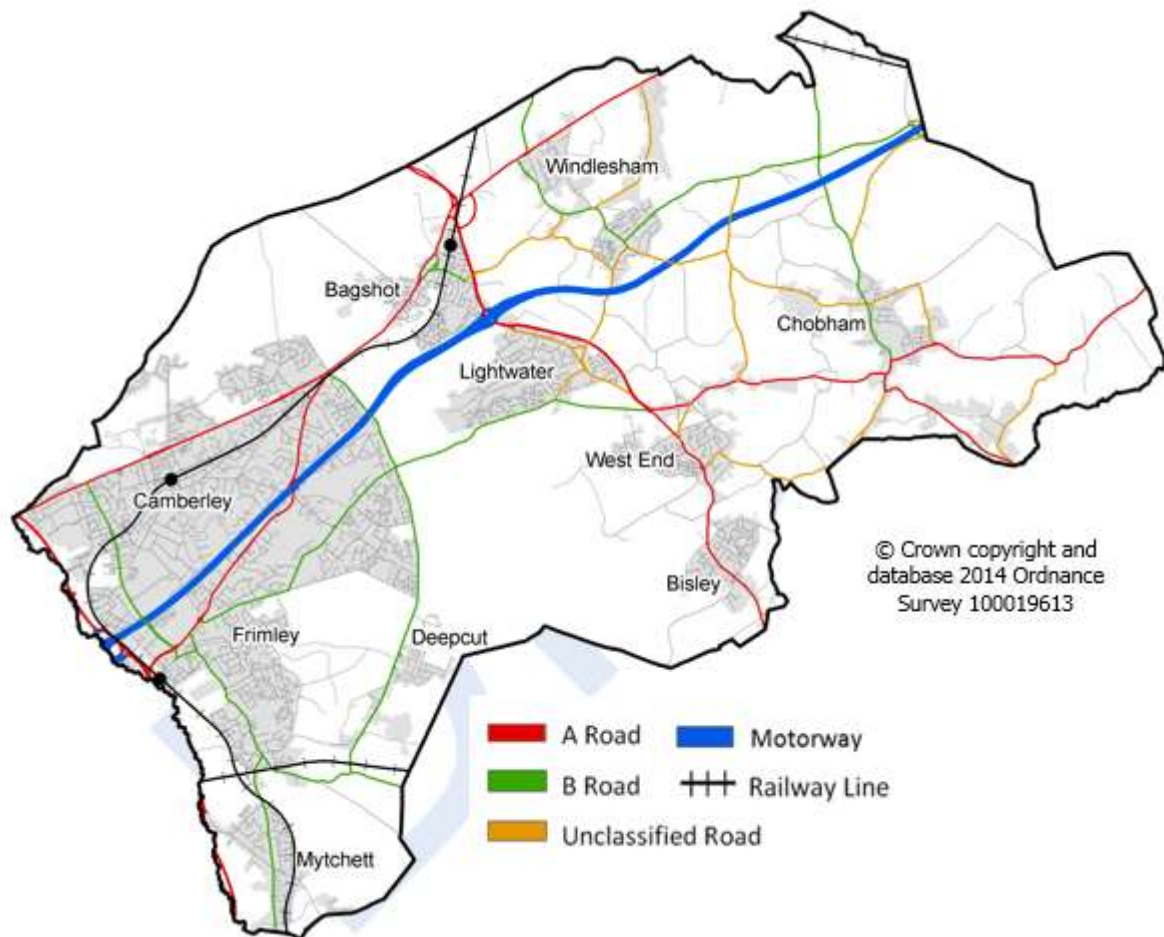 Windlesham
Bagshot
Chobham
Lightwater
West End
Camberley
© Crown copyright and
database 2014 Ordnance
Survey 100019613
Bisley
Frimley
Deepcut
A Road
Motorway
B Road
Railway Line
Unclassified Road
Mytchett